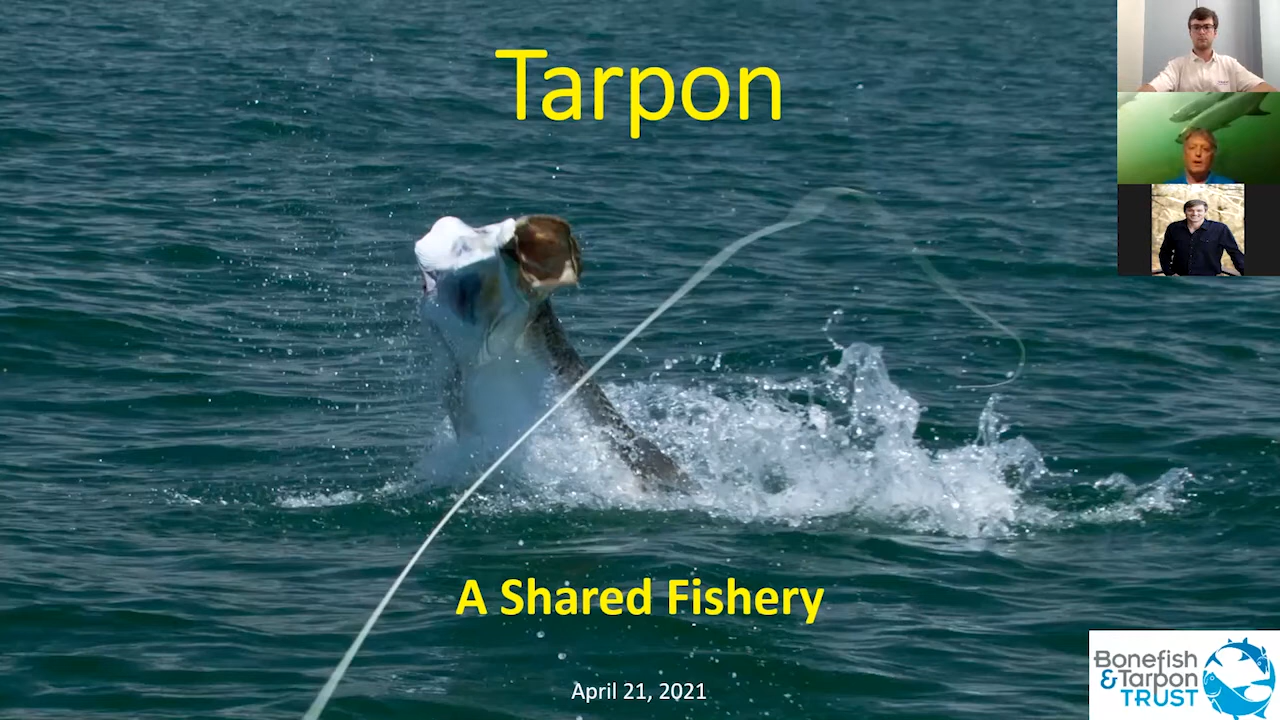 Tarpon
A Shared Fishery
April 21, 2021
Bonefish
& Tarpon
TRUST